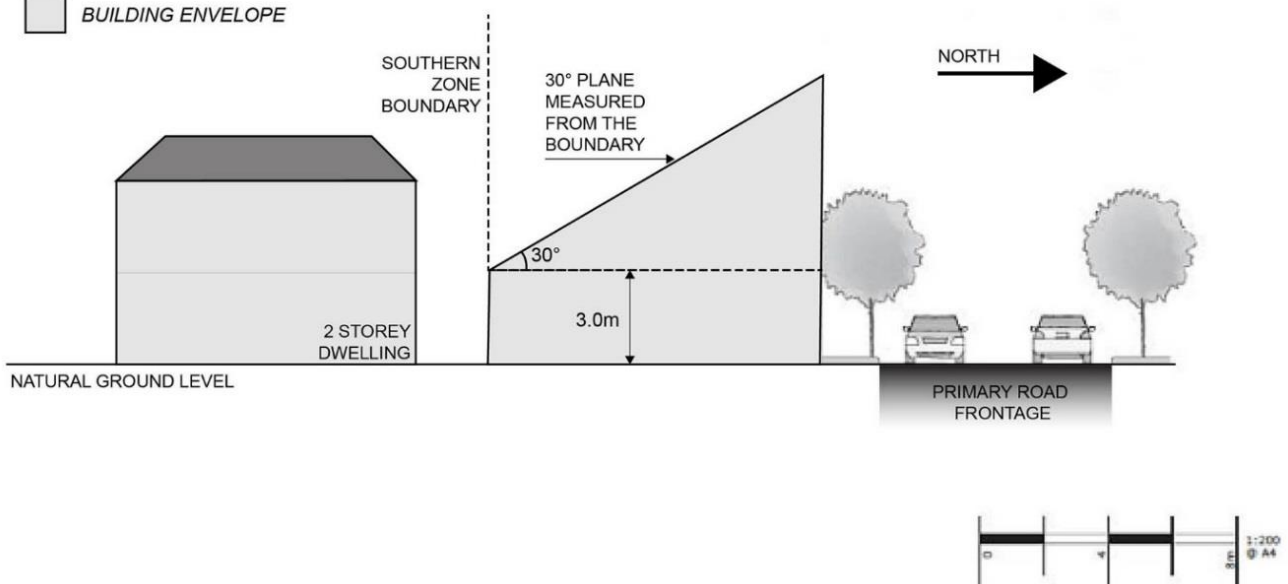 BUILDING ENVELOPE
SOUTHERN
ZONE
BOUNDARY
30° PLANE
MEASURED
FROM THE
BOUNDARY
NORTH
30°
3.0m
2 STOREY
DWELLING
NATURAL GROUND LEVEL
PRIMARY ROAD
FRONTAGE
0
4
8m
1:200
@ A4